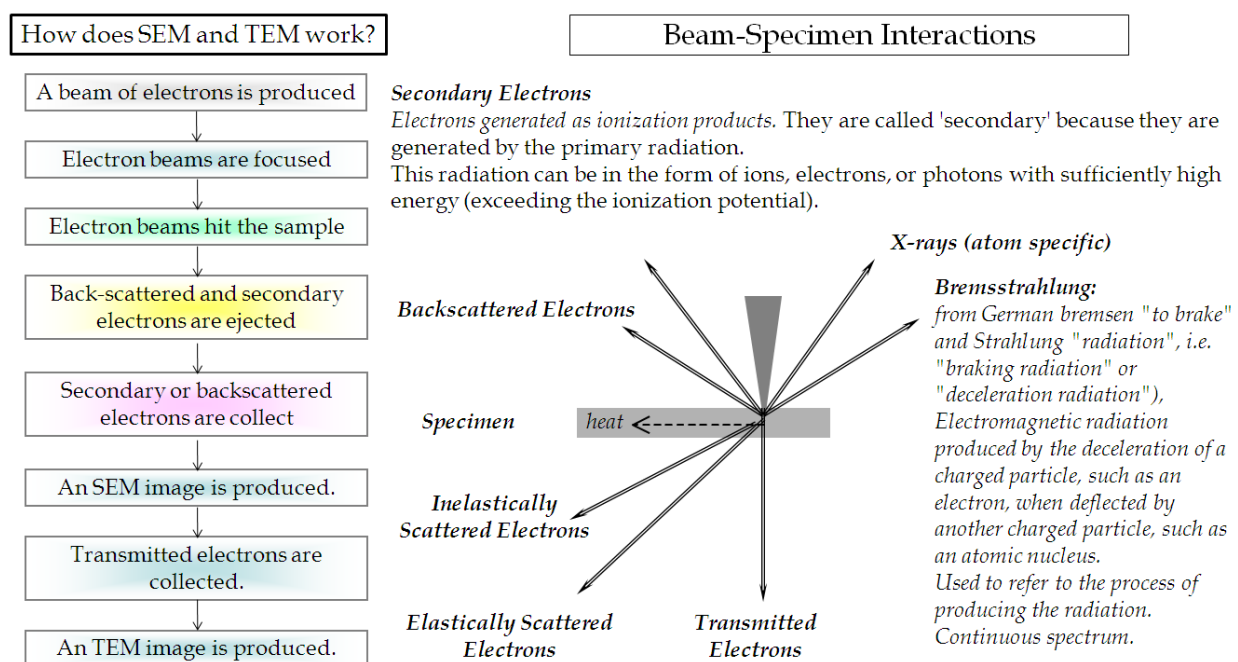 How does SEM and TEM work?
A beam of electrons is produced
Electron beams are focused
Electron beams hit the sample
Back-scattered and secondary
electrons are ejected
Secondary or backscattered
electrons are collect
An SEM image is produced.
Transmitted electrons are
collected.
An TEM image is produced.
Beam-Specimen Interactions
Secondary Electrons
Electrons generated as ionization products. They are called 'secondary' because they are
generated by the primary radiation.
This radiation can be in the form of ions, electrons, or photons with sufficiently high
energy (exceeding the ionization potential).
X-rays (atom specific)
Backscattered Electrons
Specimen
heat
Inelastically
Scattered Electrons
Elastically Scattered
Electrons
Transmitted
Electrons
Bremsstrahlung:
from German bremsen "to brake"
and Strahlung "radiation", i.e.
"braking radiation" or
"deceleration radiation"),
Electromagnetic radiation
produced by the deceleration of a
charged particle, such as an
electron, when deflected by
another charged particle, such as
an atomic nucleus.
Used to refer to the process of
producing the radiation.
Continuous spectrum.